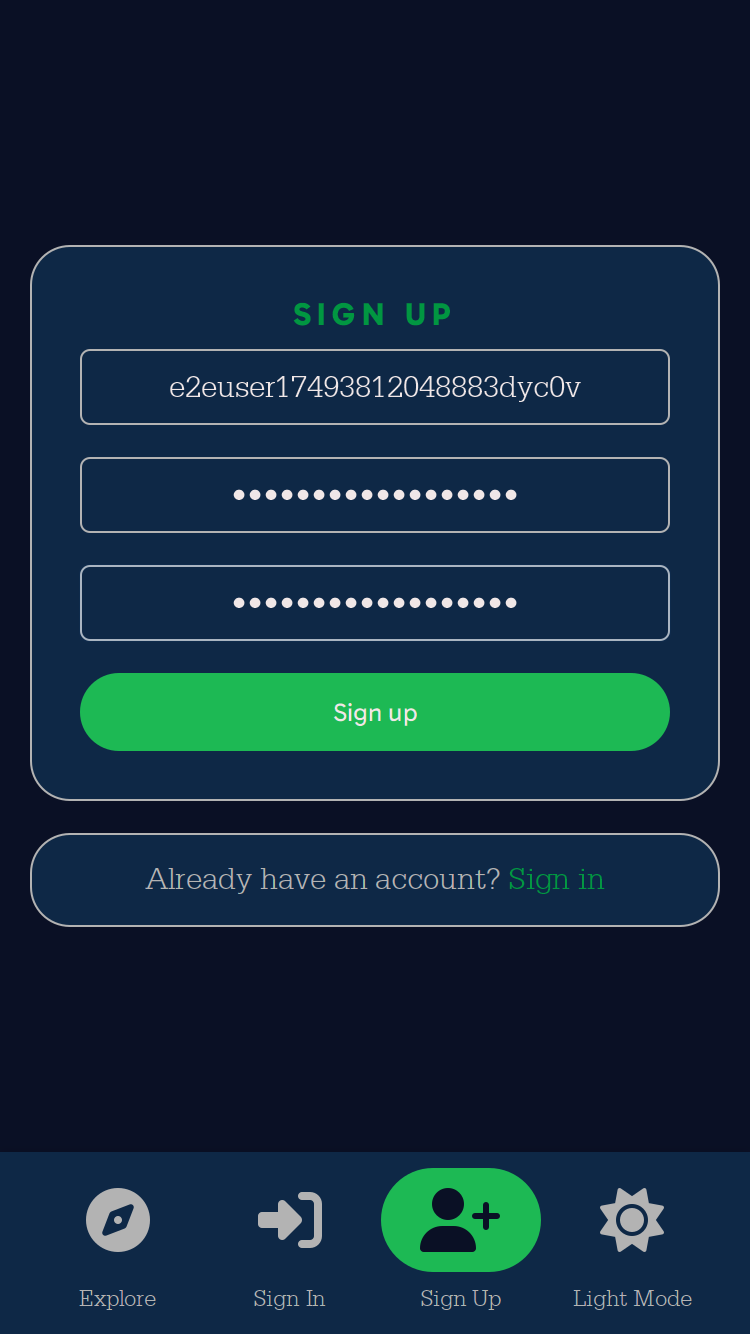 SIGN UP
e2euser17493812048883dyc0v
••••••••••••••••••
••••••••••••••••••
Sign up
Already have an account? Sign in
Explore
Sign In
Sign Up
Light Mode